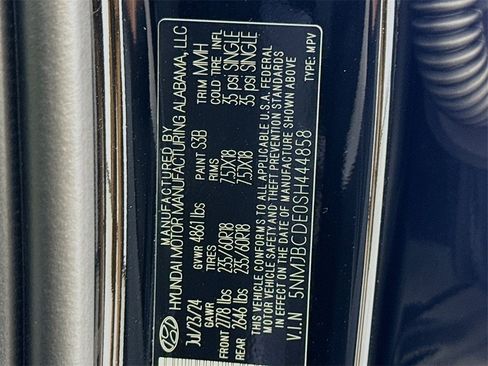 MANUFACTURED BY
HYUNDAI MOTOR MANUFACTURING ALABAMA, LLC
JUL/23/24 GVWR 4861 lbs PAINT S3B TRIM MMH
GAWR TIRES RIMS COLD TIRE INFL
FRONT 2778 lbs 235/60R18 7.5JX18 35 psi SINGLE
REAR 2646 lbs 235/60R18 7.5JX18 35 psi SINGLE
THIS VEHICLE CONFORMS TO ALL APPLICABLE U.S.A. FEDERAL
MOTOR VEHICLE SAFETY AND THEFT PREVENTION STANDARDS
IN EFFECT ON THE DATE OF MANUFACTURE SHOWN ABOVE
V.I.N 5NMJBCDE0SH444858 TYPE: MPV